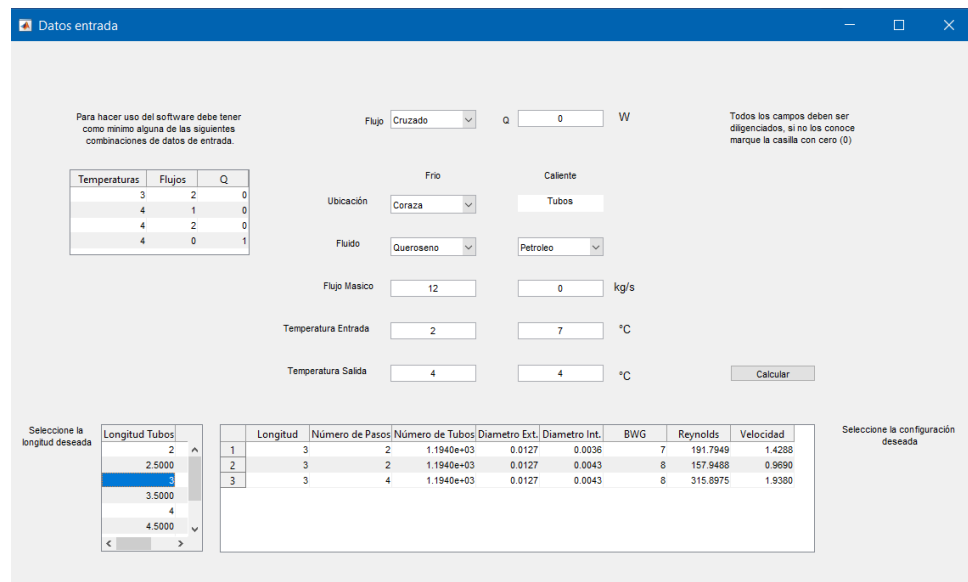 Datos entrada
Para hacer uso del software debe tener
como minimo alguna de las siguientes
combinaciones de datos de entrada.
Flujo Cruzado Q 0 W
Todos los campos deben ser
diligenciados, si no los conoce
marque la casilla con cero (0)
Temperaturas Flujos Q
3 2 0
4 1 0
4 2 0
4 0 1
Frio Caliente
Ubicación Coraza Tubos
Fluido Queroseno Petroleo
Flujo Masico 12 0 kg/s
Temperatura Entrada 2 7 °C
Temperatura Salida 4 4 °C
Calcular
Seleccione la
longitud deseada
Longitud Tubos
2
2.5000
3
3.5000
4
4.5000
Longitud Número de Pasos Número de Tubos Diametro Ext. Diametro Int. BWG Reynolds Velocidad
1 3 2 1.1940e+03 0.0127 0.0036 7 191.7949 1.4288
2 3 2 1.1940e+03 0.0127 0.0043 8 157.9488 0.9690
3 3 4 1.1940e+03 0.0127 0.0043 8 315.8975 1.9380
Seleccione la configuración
deseada